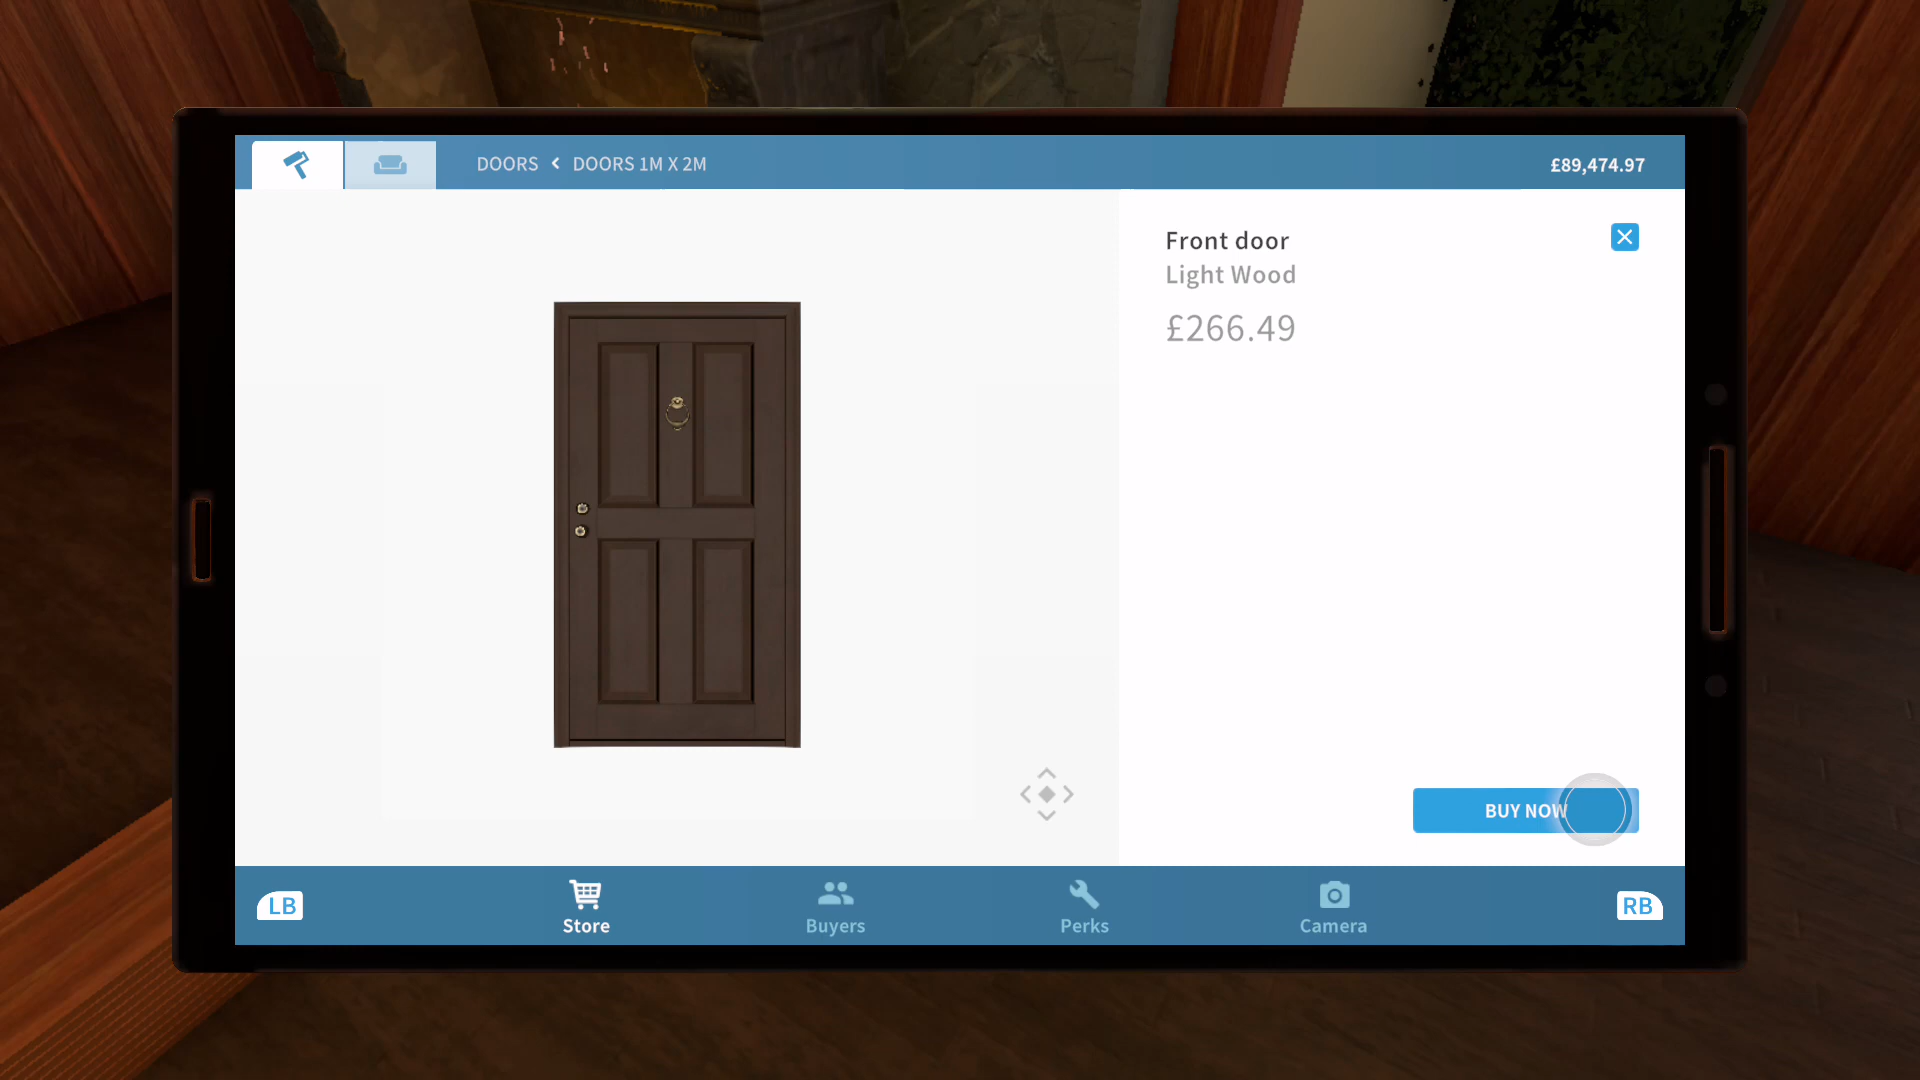 DOORS < DOORS 1M X 2M
£89,474.97
Front door
Light Wood
£266.49
BUY NOW
LB
Store
Buyers
Perks
Camera
RB